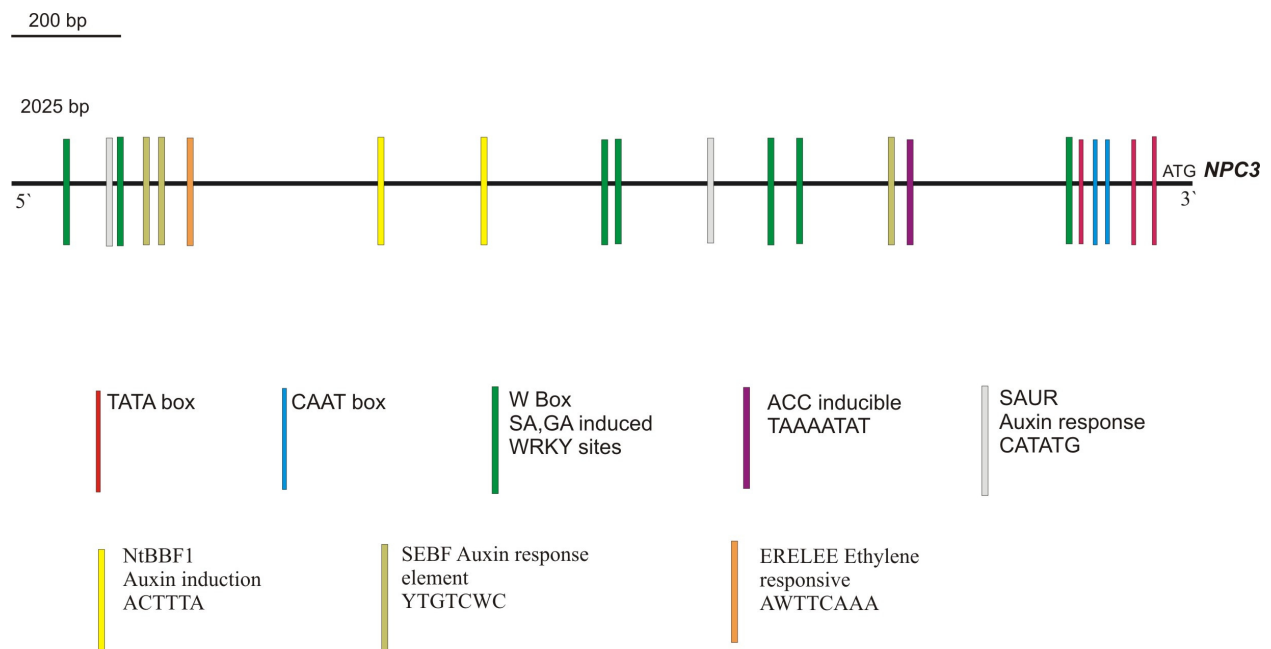 200 bp
2025 bp
ATG NPC3
5`
3`
TATA box
CAAT box
W Box
SA,GA induced
WRKY sites
ACC inducible
TAAAATAT
SAUR
Auxin response
CATATG
NtBBF1
Auxin induction
ACTTTA
SEBF Auxin response
element
YTGTCWC
ERELEE Ethylene
responsive
AWTTCAAA